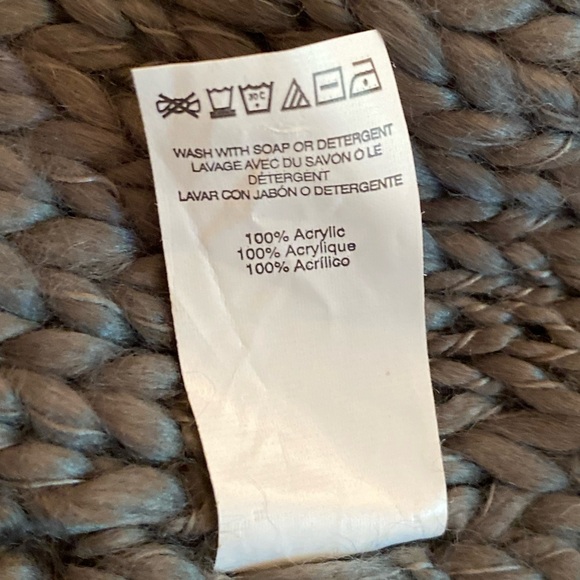 30 C
WASH WITH SOAP OR DETERGENT
LAVAGE AVEC DU SAVON O LE
DÉTERGENT
LAVAR CON JABÓN O DETERGENTE
100% Acrylic
100% Acrylique
100% Acrílico